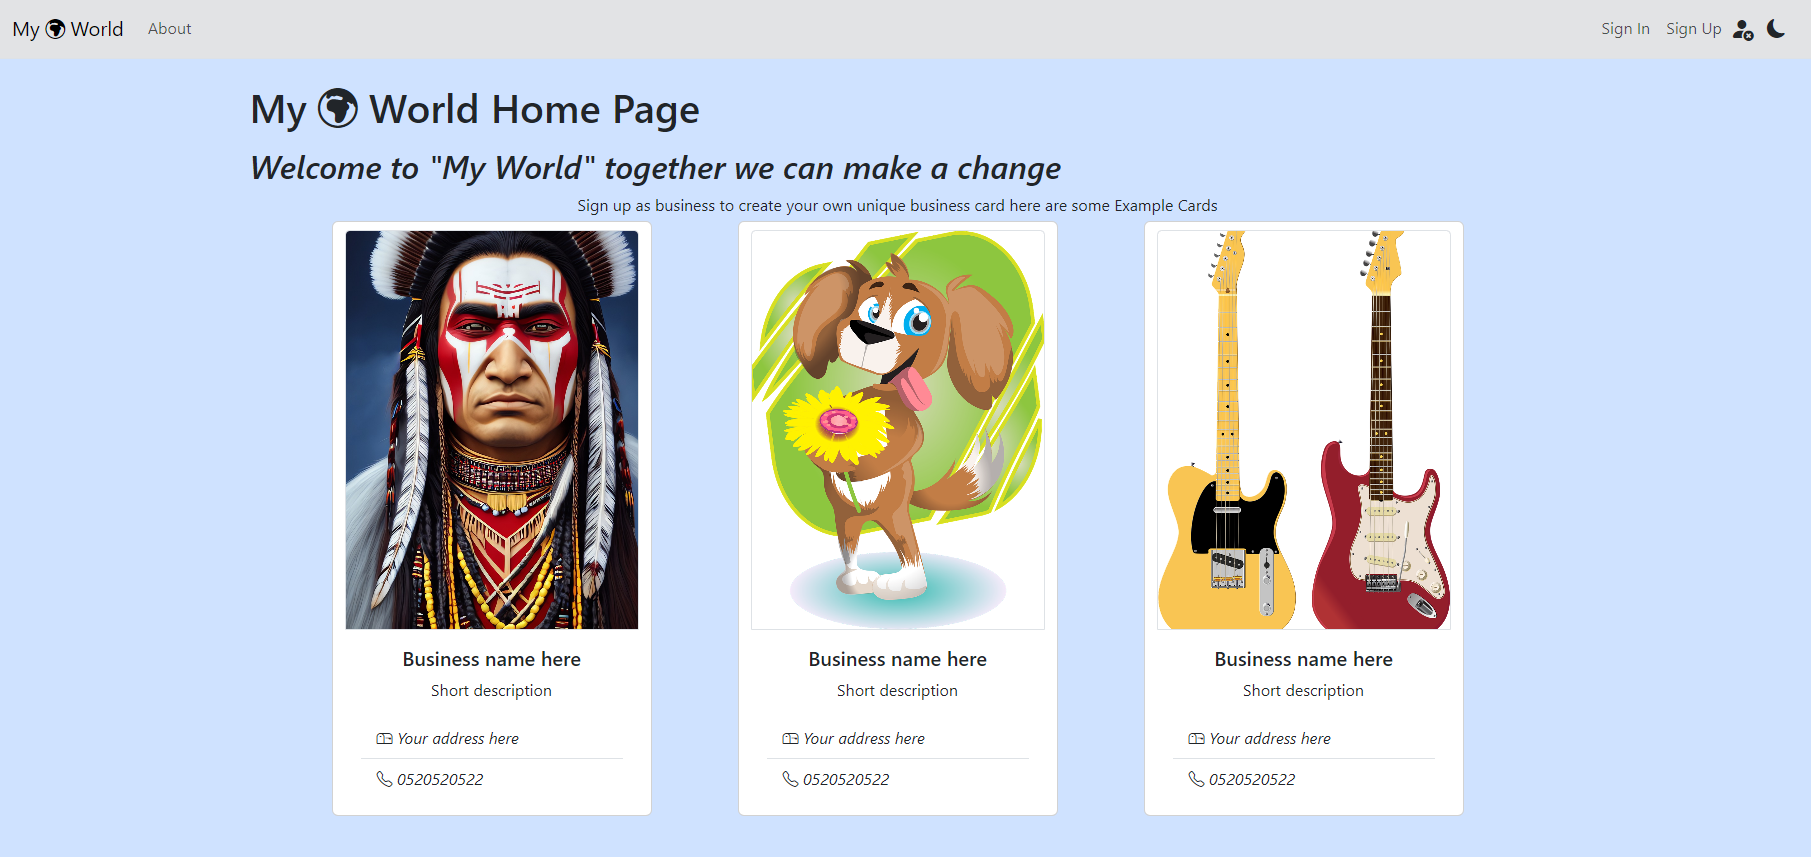 My World
About
Sign In
Sign Up
My World Home Page
Welcome to "My World" together we can make a change
Sign up as business to create your own unique business card here are some Example Cards
Business name here
Short description
Your address here
0520520522
Business name here
Short description
Your address here
0520520522
Business name here
Short description
Your address here
0520520522